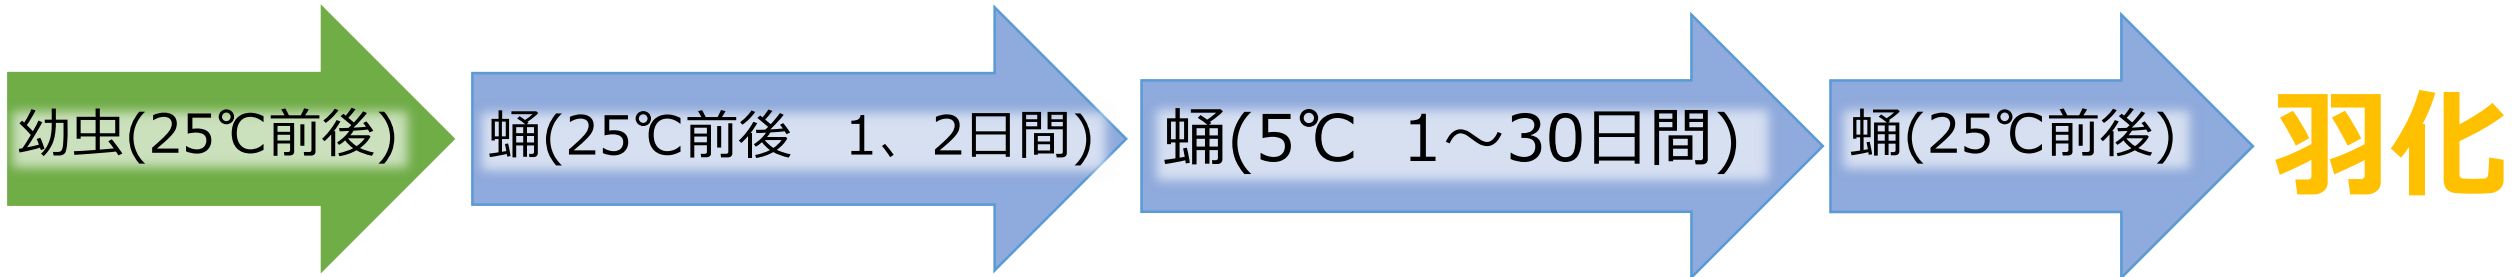 幼虫(25℃前後)
蛹(25℃前後　1、2日間)
蛹(5℃　1～30日間)
蛹(25℃前後)
羽化